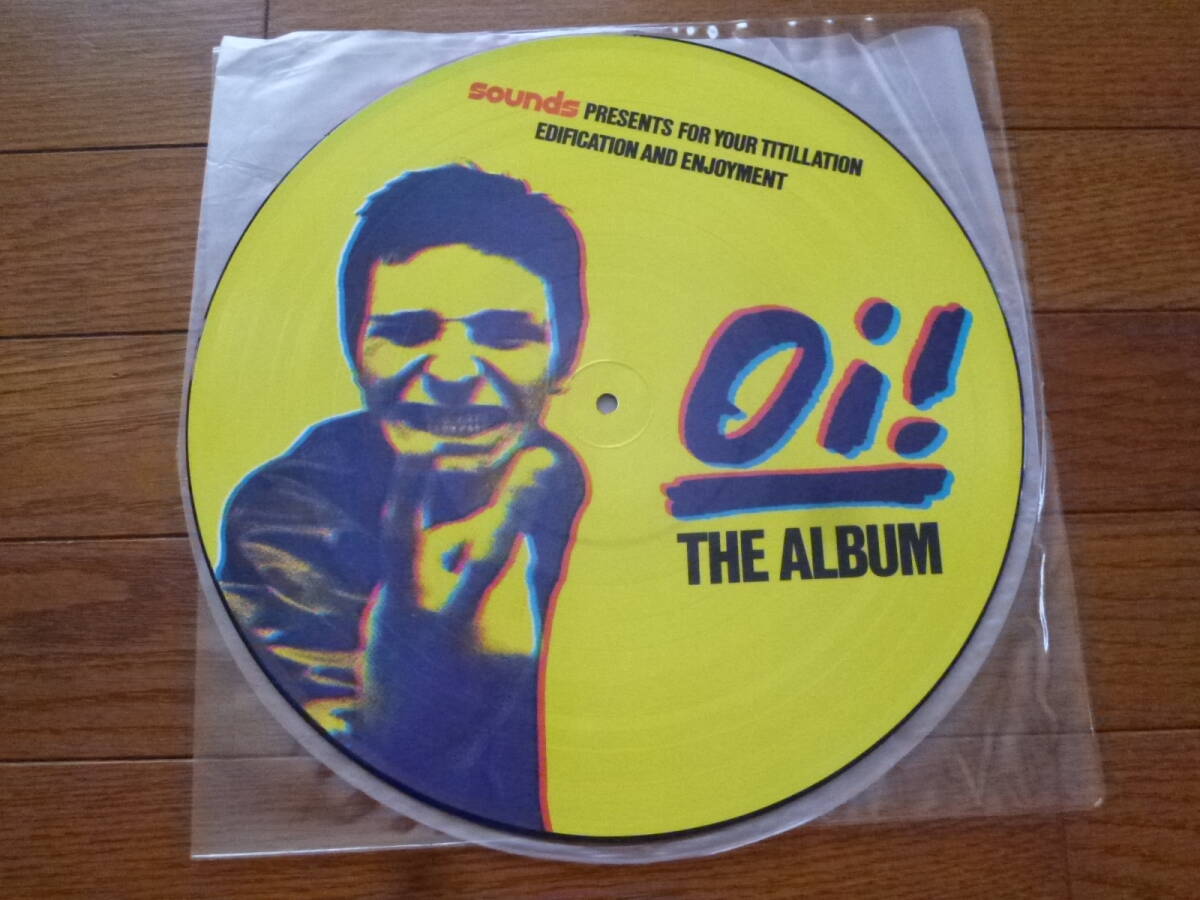 sounds PRESENTS FOR YOUR TITILLATION
EDIFICATION AND ENJOYMENT
Oi!
THE ALBUM